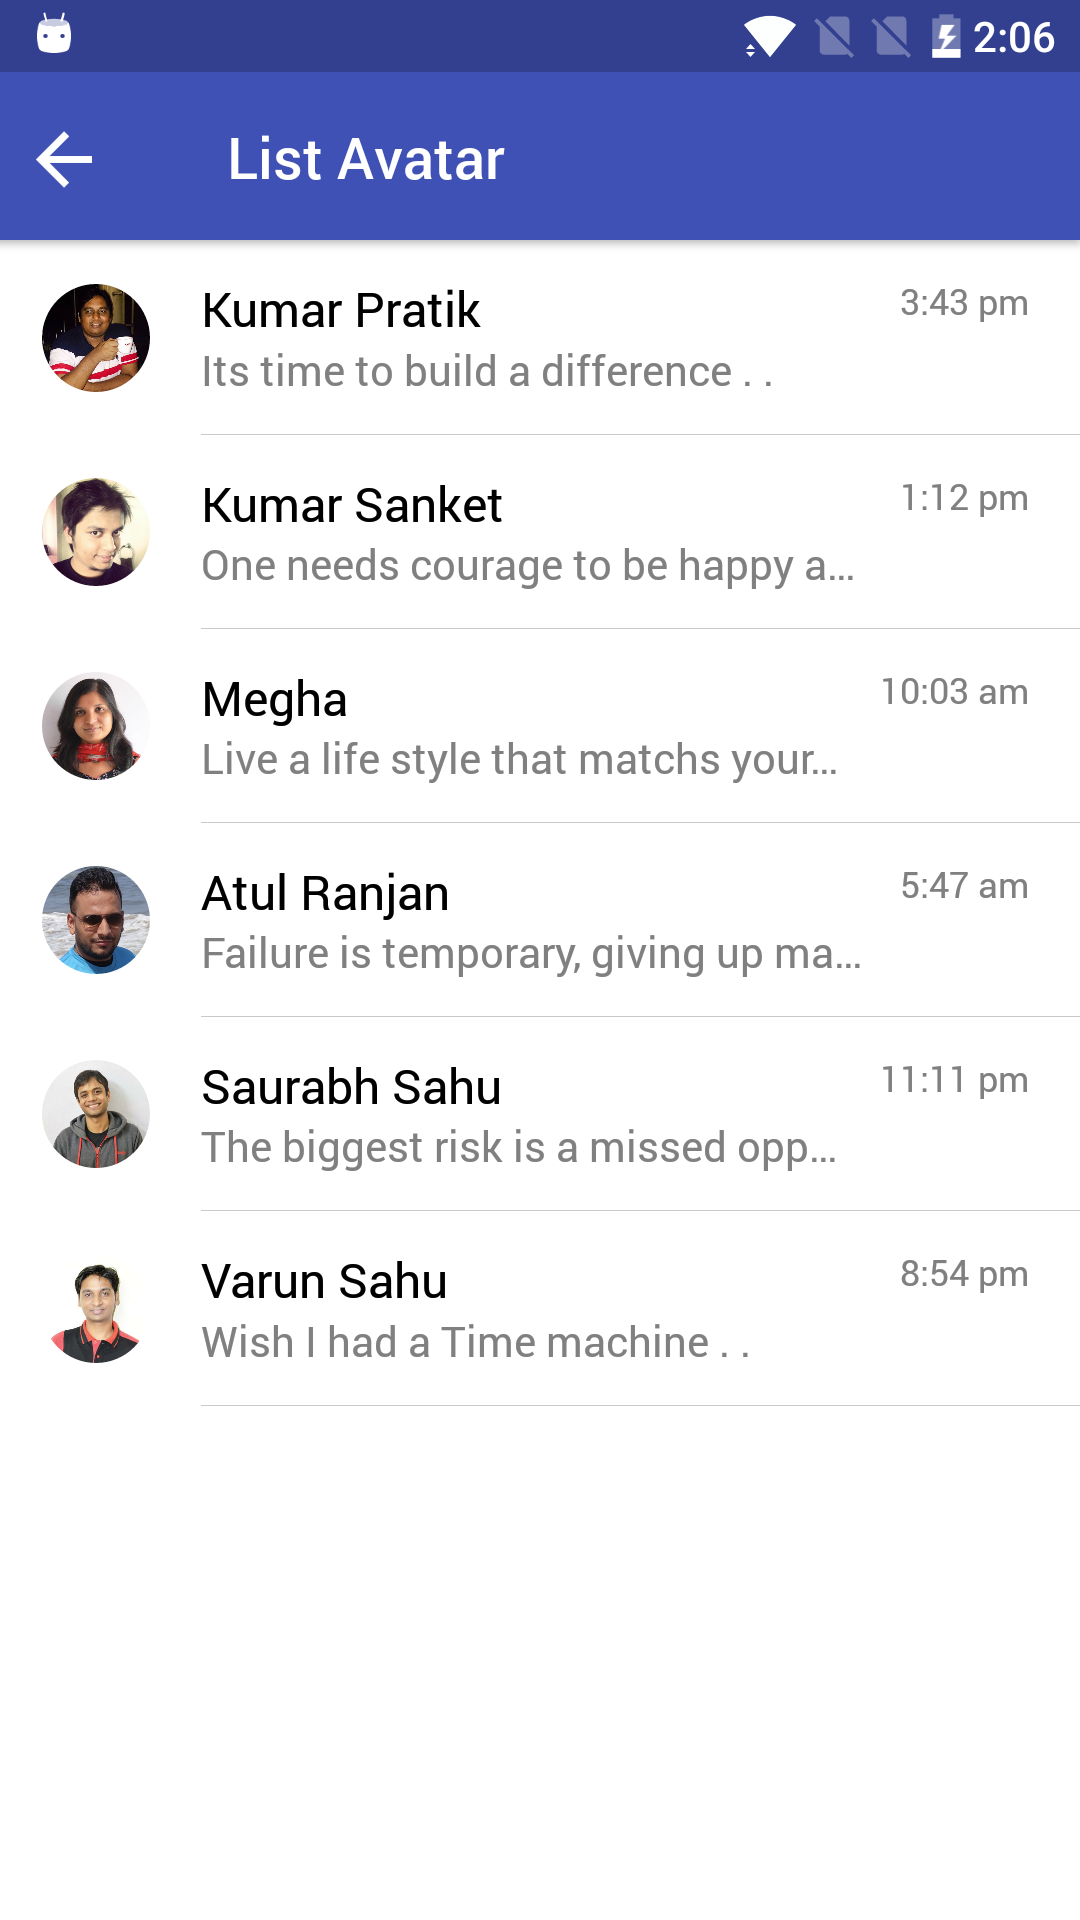 2:06
List Avatar
Kumar Pratik
3:43 pm
Its time to build a difference . .
Kumar Sanket
1:12 pm
One needs courage to be happy a...
Megha
10:03 am
Live a life style that matchs your...
Atul Ranjan
5:47 am
Failure is temporary, giving up ma...
Saurabh Sahu
11:11 pm
The biggest risk is a missed opp...
Varun Sahu
8:54 pm
Wish I had a Time machine . .